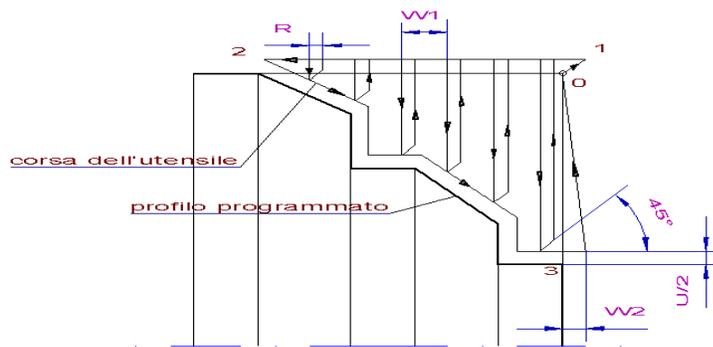 W1
R
2
1
0
corsa dell'utensile
profilo programmato
45°
3
U/2
W2